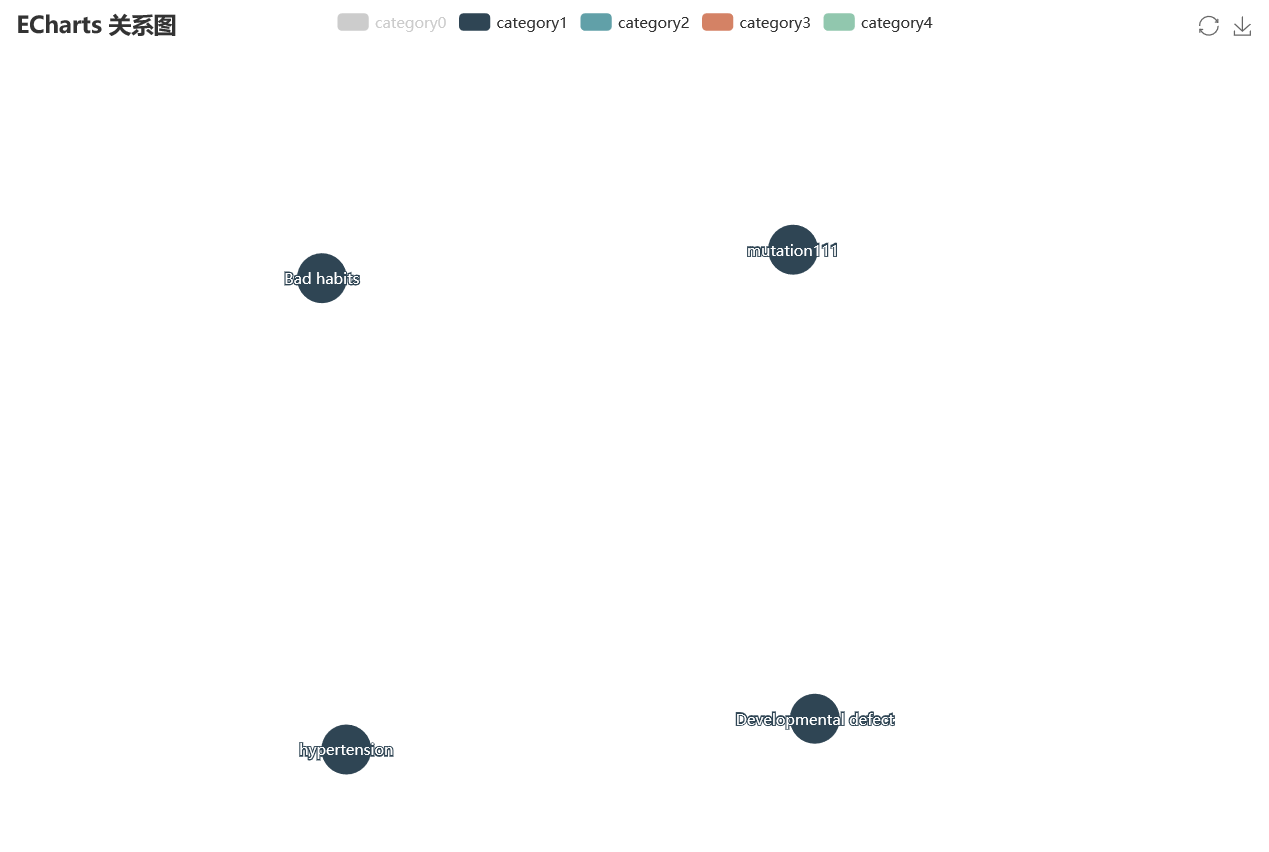 ECharts 关系图
category0
category1
category2
category3
category4
mutation111
Bad habits
Developmental defect
hypertension